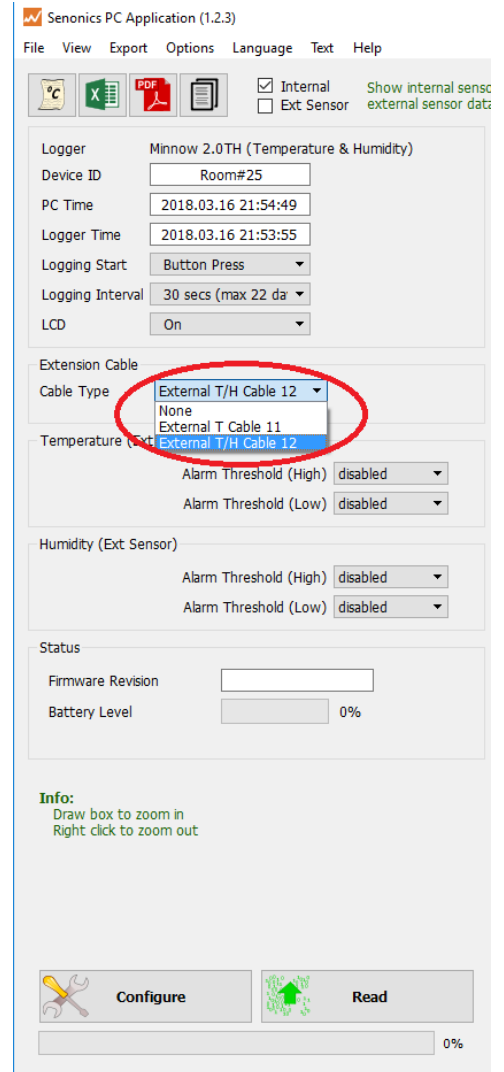 Senonics PC Application (1.2.3)
File View Export Options Language Text Help
°C
PDF
Internal
Ext Sensor
Show internal
external sensor
Logger Minnow 2.0TH (Temperature & Humidity)
Device ID Room#25
PC Time 2018.03.16 21:54:49
Logger Time 2018.03.16 21:53:55
Logging Start Button Press
Logging Interval 30 secs (max 22 da
LCD On
Extension Cable
Cable Type External T/H Cable 12
None
External T Cable 11
External T/H Cable 12
Temperature (Ext
Alarm Threshold (High) disabled
Alarm Threshold (Low) disabled
Humidity (Ext Sensor)
Alarm Threshold (High) disabled
Alarm Threshold (Low) disabled
Status
Firmware Revision
Battery Level 0%
Info:
Draw box to zoom in
Right click to zoom out
Configure Read
0%